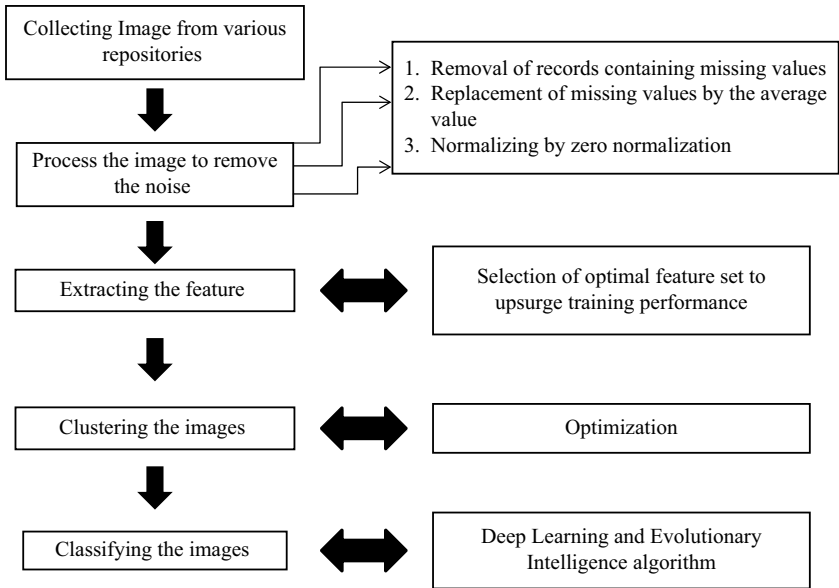 Collecting Image from various
repositories
1. Removal of records containing missing values
2. Replacement of missing values by the average
value
3. Normalizing by zero normalization
Process the image to remove
the noise
Extracting the feature
Selection of optimal feature set to
upsurge training performance
Clustering the images
Optimization
Classifying the images
Deep Learning and Evolutionary
Intelligence algorithm